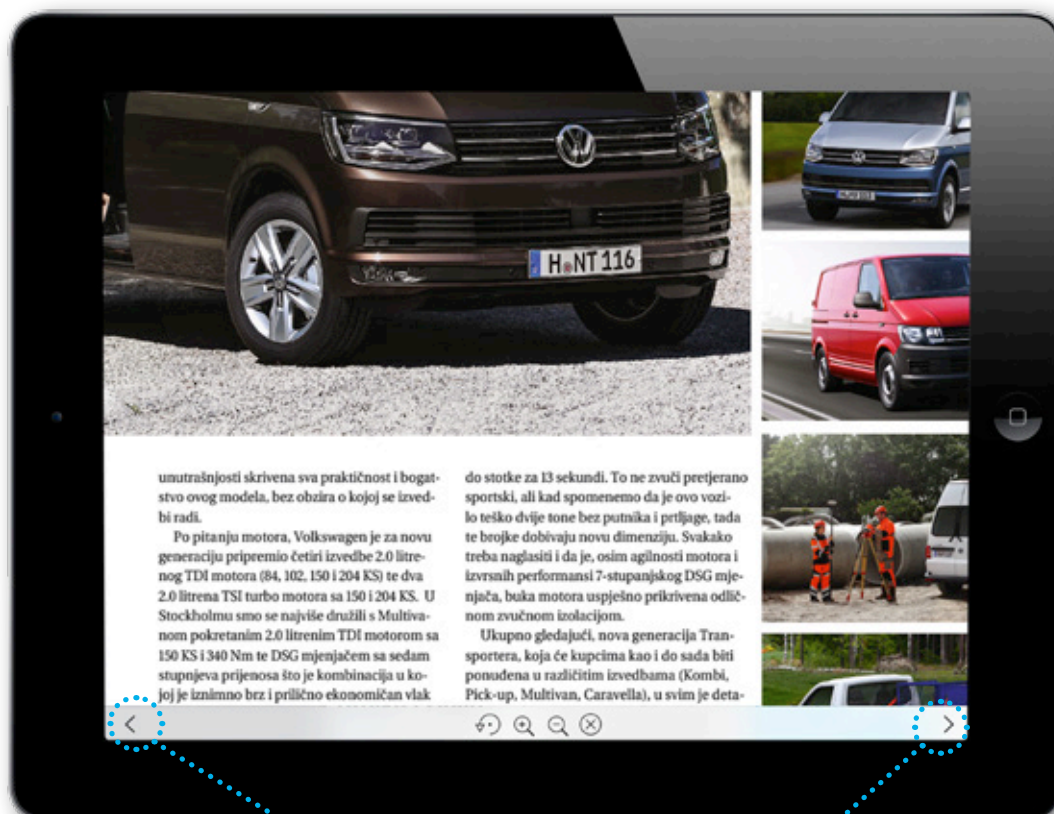 H NT 116
unutrašnjosti skrivena sva praktičnost i bogat-
stvo ovog modela, bez obzira o kojoj se izved-
bi radi.
Po pitanju motora, Volkswagen je za novu
generaciju pripremio četiri izvedbe 2.0 litre-
nog TDI motora (84, 102, 150 i 204 KS) te dva
2.0 litrena TSI turbo motora sa 150 i 204 KS. U
Stockholmu smo se najviše družili s Multiva-
nom pokretanim 2.0 litrenim TDI motorom sa
150 KS i 340 Nm te DSG mjenjačem sa sedam
stupnjeva prijenosa što je kombinacija u ko-
joj je iznimno brz i prilično ekonomičan vlak
do stotke za 13 sekundi. To ne zvuči pretjerano
sportski, ali kad spomenemo da je ovo vozi-
lo teško dvije tone bez putnika i prtljage, tada
te brojke dobivaju novu dimenziju. Svakako
treba naglasiti i da je, osim agilnosti motora i
izvrsnih performansi 7-stupanjskog DSG mje-
njača, buka motora uspješno prikrivena odlič-
nom zvučnom izolacijom.
Ukupno gledajući, nova generacija Tran-
sportera, koja će kupcima kao i do sada biti
ponuđena u različitim izvedbama (Kombi,
Pick-up, Multivan, Caravella), u svim je deta-